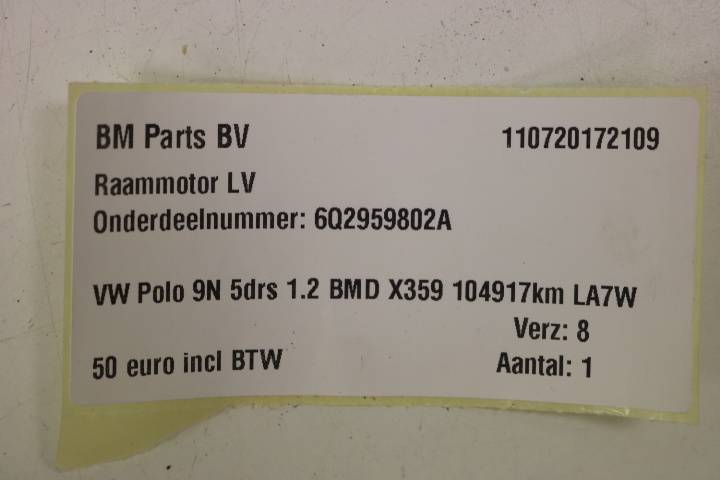 BM Parts BV 110720172109
Raammotor LV
Onderdeelnummer: 6Q2959802A
VW Polo 9N 5drs 1.2 BMD X359 104917km LA7W
Verz: 8
50 euro incl BTW Aantal: 1